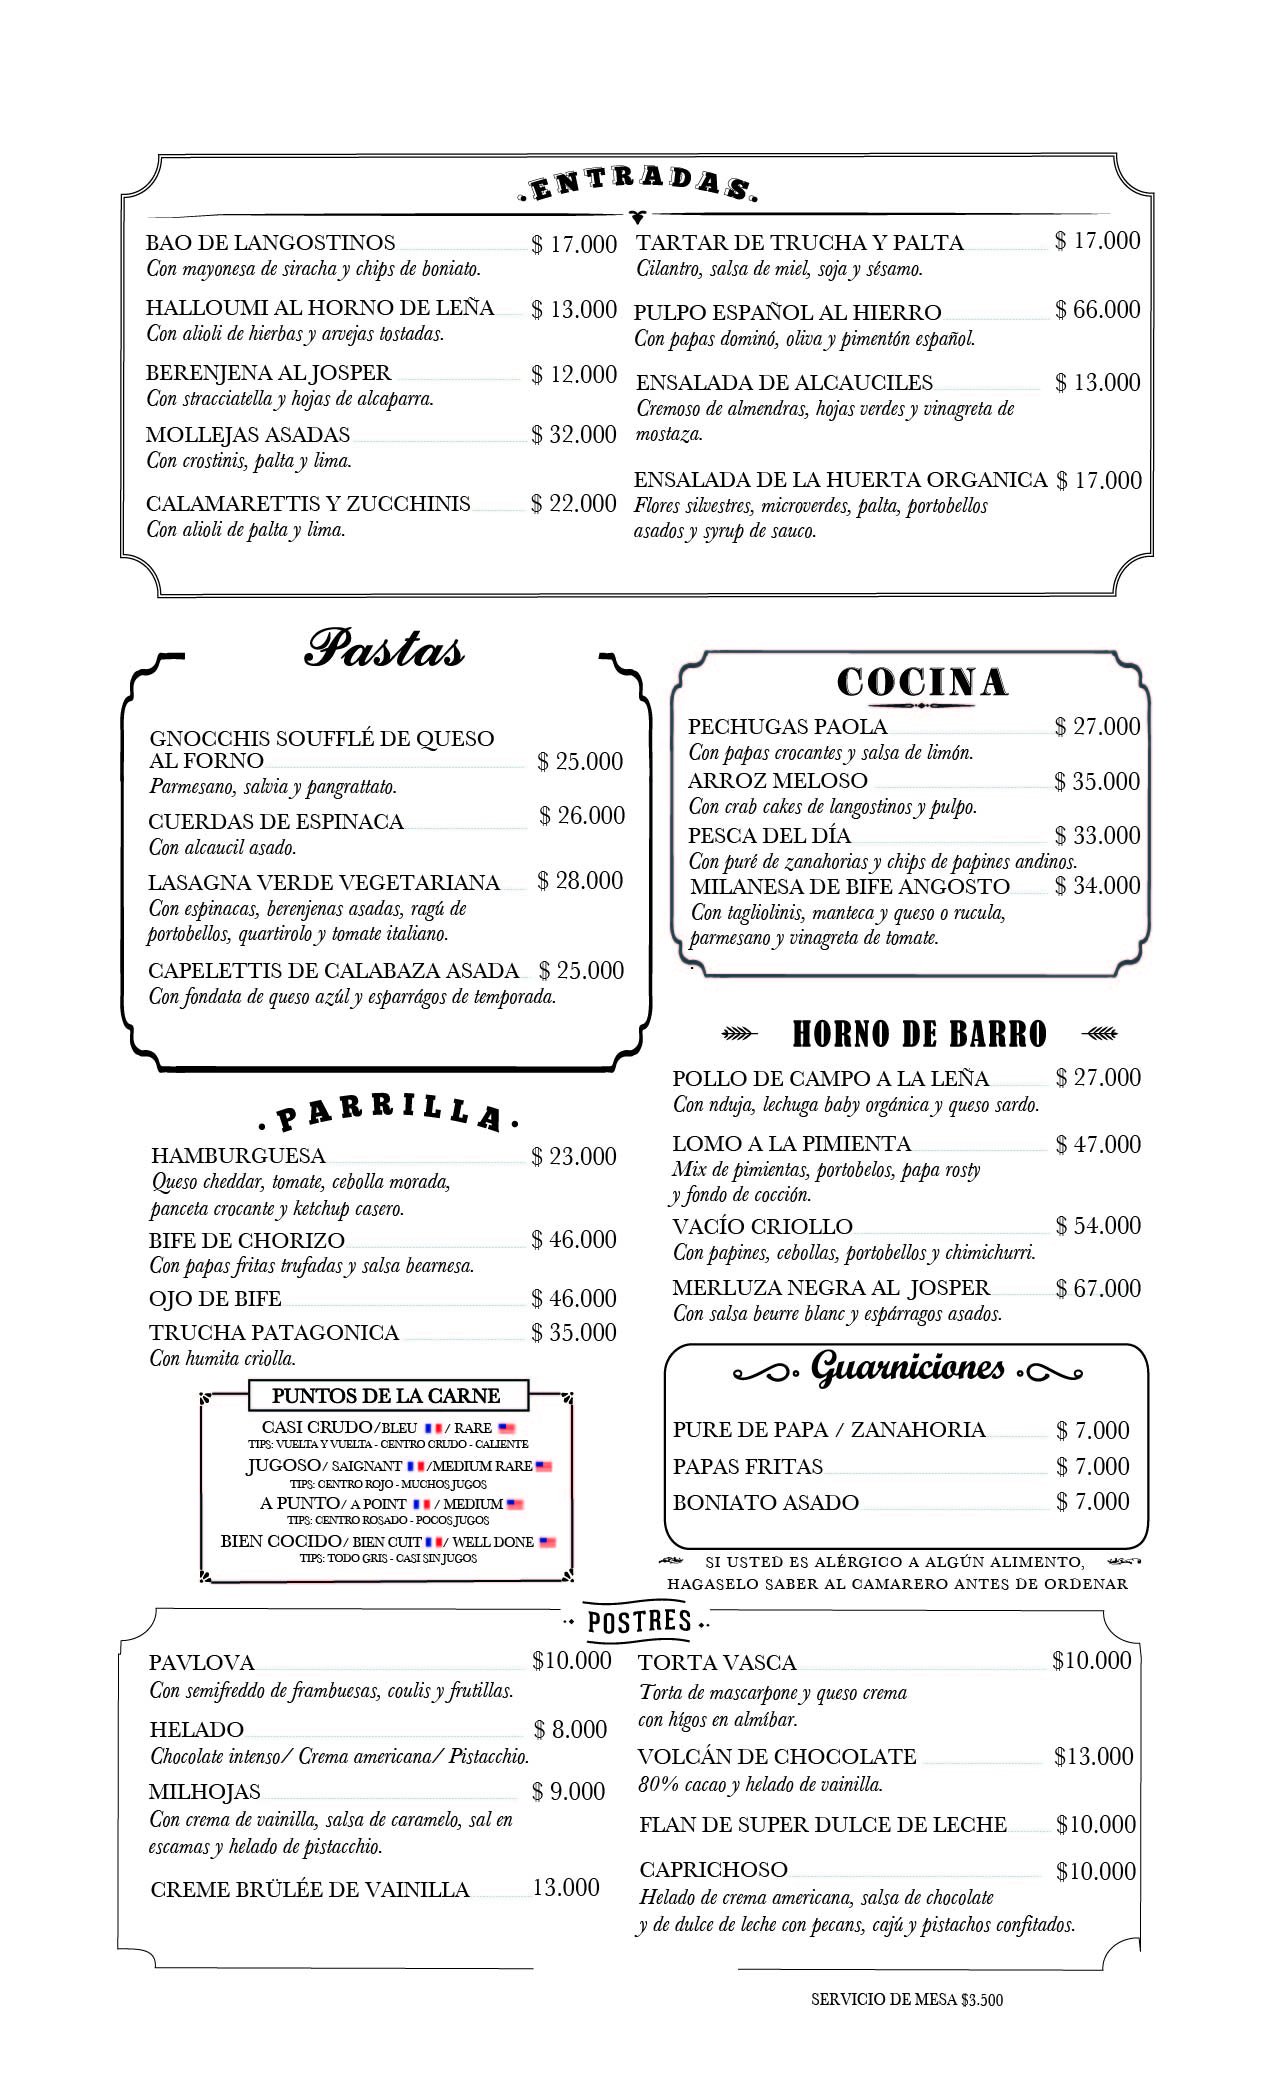 .ENTRADAS.
BAO DE LANGOSTINOS $ 17.000
Con mayonesa de siracha y chips de boniato.
HALLOUMI AL HORNO DE LEÑA $ 13.000
Con alioli de hierbas y arvejas tostadas.
BERENJENA AL JOSPER $ 12.000
Con stracciatella y hojas de alcaparra.
MOLLEJAS ASADAS $ 32.000
Con crostinis, palta y lima.
CALAMARETTIS Y ZUCCHINIS $ 22.000
Con alioli de palta y lima.
TARTAR DE TRUCHA Y PALTA $ 17.000
Cilantro, salsa de miel, soja y sésamo.
PULPO ESPAÑOL AL HIERRO $ 66.000
Con papas dominó, oliva y pimentón español.
ENSALADA DE ALCAUCILES $ 13.000
Cremoso de almendras, hojas verdes y vinagreta de
mostaza.
ENSALADA DE LA HUERTA ORGANICA $ 17.000
Flores silvestres, microverdes, palta, portobellos
asados y syrup de sauco.
Pastas
GNOCCHIS SOUFFLÉ DE QUESO
AL FORNO $ 25.000
Parmesano, salvia y pangrattato.
CUERDAS DE ESPINACA $ 26.000
Con alcaucil asado.
LASAGNA VERDE VEGETARIANA $ 28.000
Con espinacas, berenjenas asadas, ragú de
portobellos, quartirolo y tomate italiano.
CAPELETTIS DE CALABAZA ASADA $ 25.000
Con fondata de queso azúl y esparrágos de temporada.
COCINA
PECHUGAS PAOLA $ 27.000
Con papas crocantes y salsa de limón.
ARROZ MELOSO $ 35.000
Con crab cakes de langostinos y pulpo.
PESCA DEL DÍA $ 33.000
Con puré de zanahorias y chips de papines andinos.
MILANESA DE BIFE ANGOSTO $ 34.000
Con tagliolinis, manteca y queso o rucula,
parmesano y vinagreta de tomate.
.
.PARRILLA.
HAMBURGUESA $ 23.000
Queso cheddar, tomate, cebolla morada,
panceta crocante y ketchup casero.
BIFE DE CHORIZO $ 46.000
Con papas fritas trufadas y salsa bearnesa.
OJO DE BIFE $ 46.000
TRUCHA PATAGONICA $ 35.000
Con humita criolla.
PUNTOS DE LA CARNE
CASI CRUDO/BLEU / RARE
TIPS: VUELTA Y VUELTA - CENTRO CRUDO - CALIENTE
JUGOSO/ SAIGNANT /MEDIUM RARE
TIPS: CENTRO ROJO - MUCHOS JUGOS
A PUNTO/ A POINT / MEDIUM
TIPS: CENTRO ROSADO - POCOS JUGOS
BIEN COCIDO/ BIEN CUIT / WELL DONE
TIPS: TODO GRIS - CASI SIN JUGOS
HORNO DE BARRO
POLLO DE CAMPO A LA LEÑA $ 27.000
Con nduja, lechuga baby orgánica y queso sardo.
LOMO A LA PIMIENTA $ 47.000
Mix de pimientas, portobelos, papa rosty
y fondo de cocción.
VACÍO CRIOLLO $ 54.000
Con papines, cebollas, portobellos y chimichurri.
MERLUZA NEGRA AL JOSPER $ 67.000
Con salsa beurre blanc y espárragos asados.
Guarniciones
PURE DE PAPA / ZANAHORIA $ 7.000
PAPAS FRITAS $ 7.000
BONIATO ASADO $ 7.000
SI USTED ES ALÉRGICO A ALGÚN ALIMENTO,
HAGASELO SABER AL CAMARERO ANTES DE ORDENAR
POSTRES
PAVLOVA $10.000
Con semifreddo de frambuesas, coulis y frutillas.
HELADO $ 8.000
Chocolate intenso/ Crema americana/ Pistacchio.
MILHOJAS $ 9.000
Con crema de vainilla, salsa de caramelo, sal en
escamas y helado de pistacchio.
CREME BRÜLÉE DE VAINILLA 13.000
TORTA VASCA $10.000
Torta de mascarpone y queso crema
con hígos en almíbar.
VOLCÁN DE CHOCOLATE $13.000
80% cacao y helado de vainilla.
FLAN DE SUPER DULCE DE LECHE $10.000
CAPRICHOSO $10.000
Helado de crema americana, salsa de chocolate
y de dulce de leche con pecans, cajú y pistachos confitados.
SERVICIO DE MESA $3.500